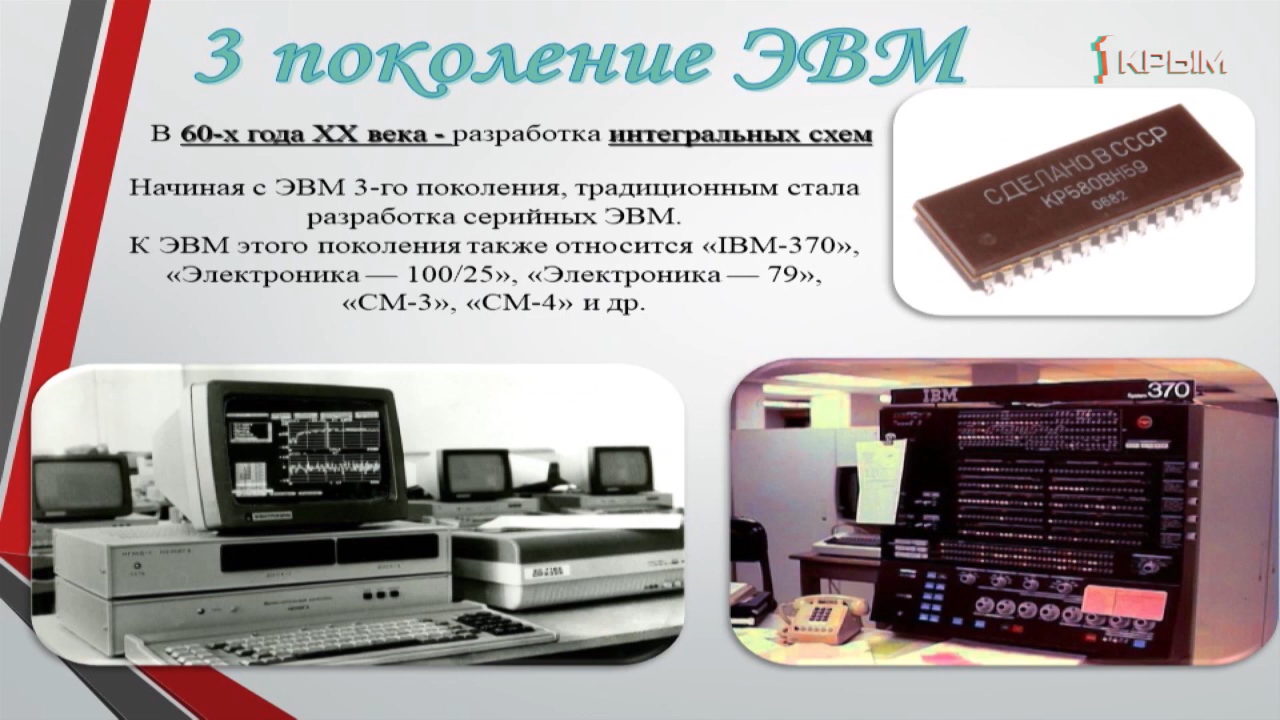 3 поколение ЭВМ
1КРЫМ
В 60-х года XX века - разработка интегральных схем
Начиная с ЭВМ 3-го поколения, традиционным стала
разработка серийных ЭВМ.
К ЭВМ этого поколения также относится «IBM-370»,
«Электроника — 100/25», «Электроника — 79»,
«СМ-3», «СМ-4» и др.
СДЕЛАНО В СССР
КР580ВН59
0682
IBM
System 370